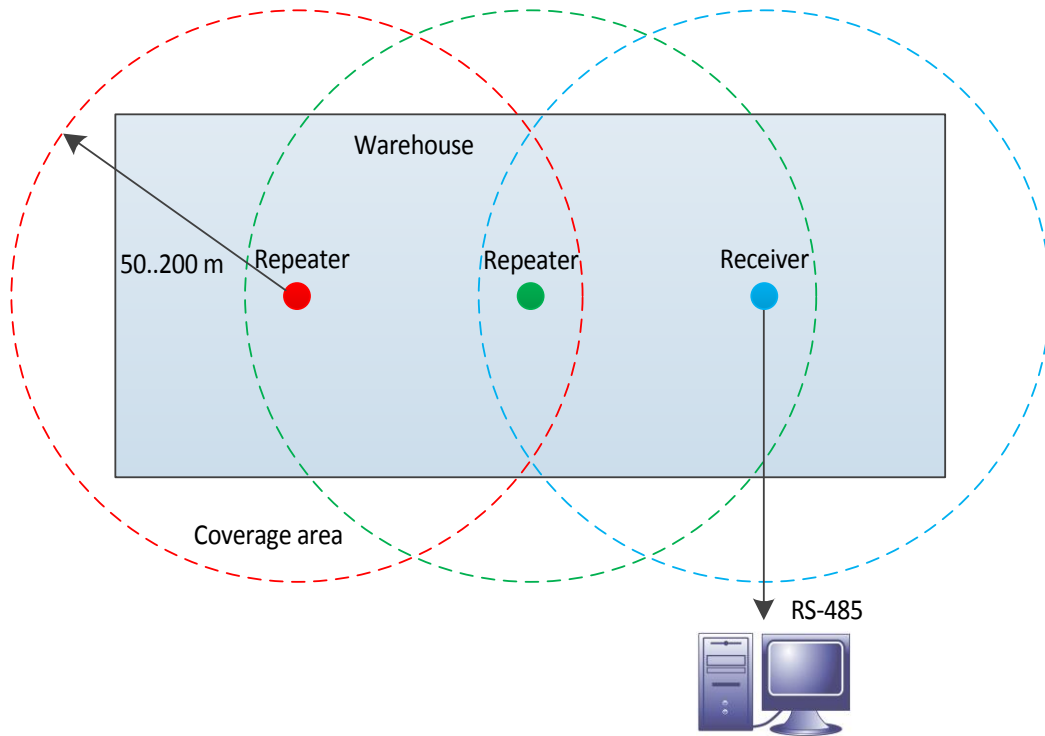 Warehouse
50..200 m
Repeater
Repeater
Receiver
Coverage area
RS-485